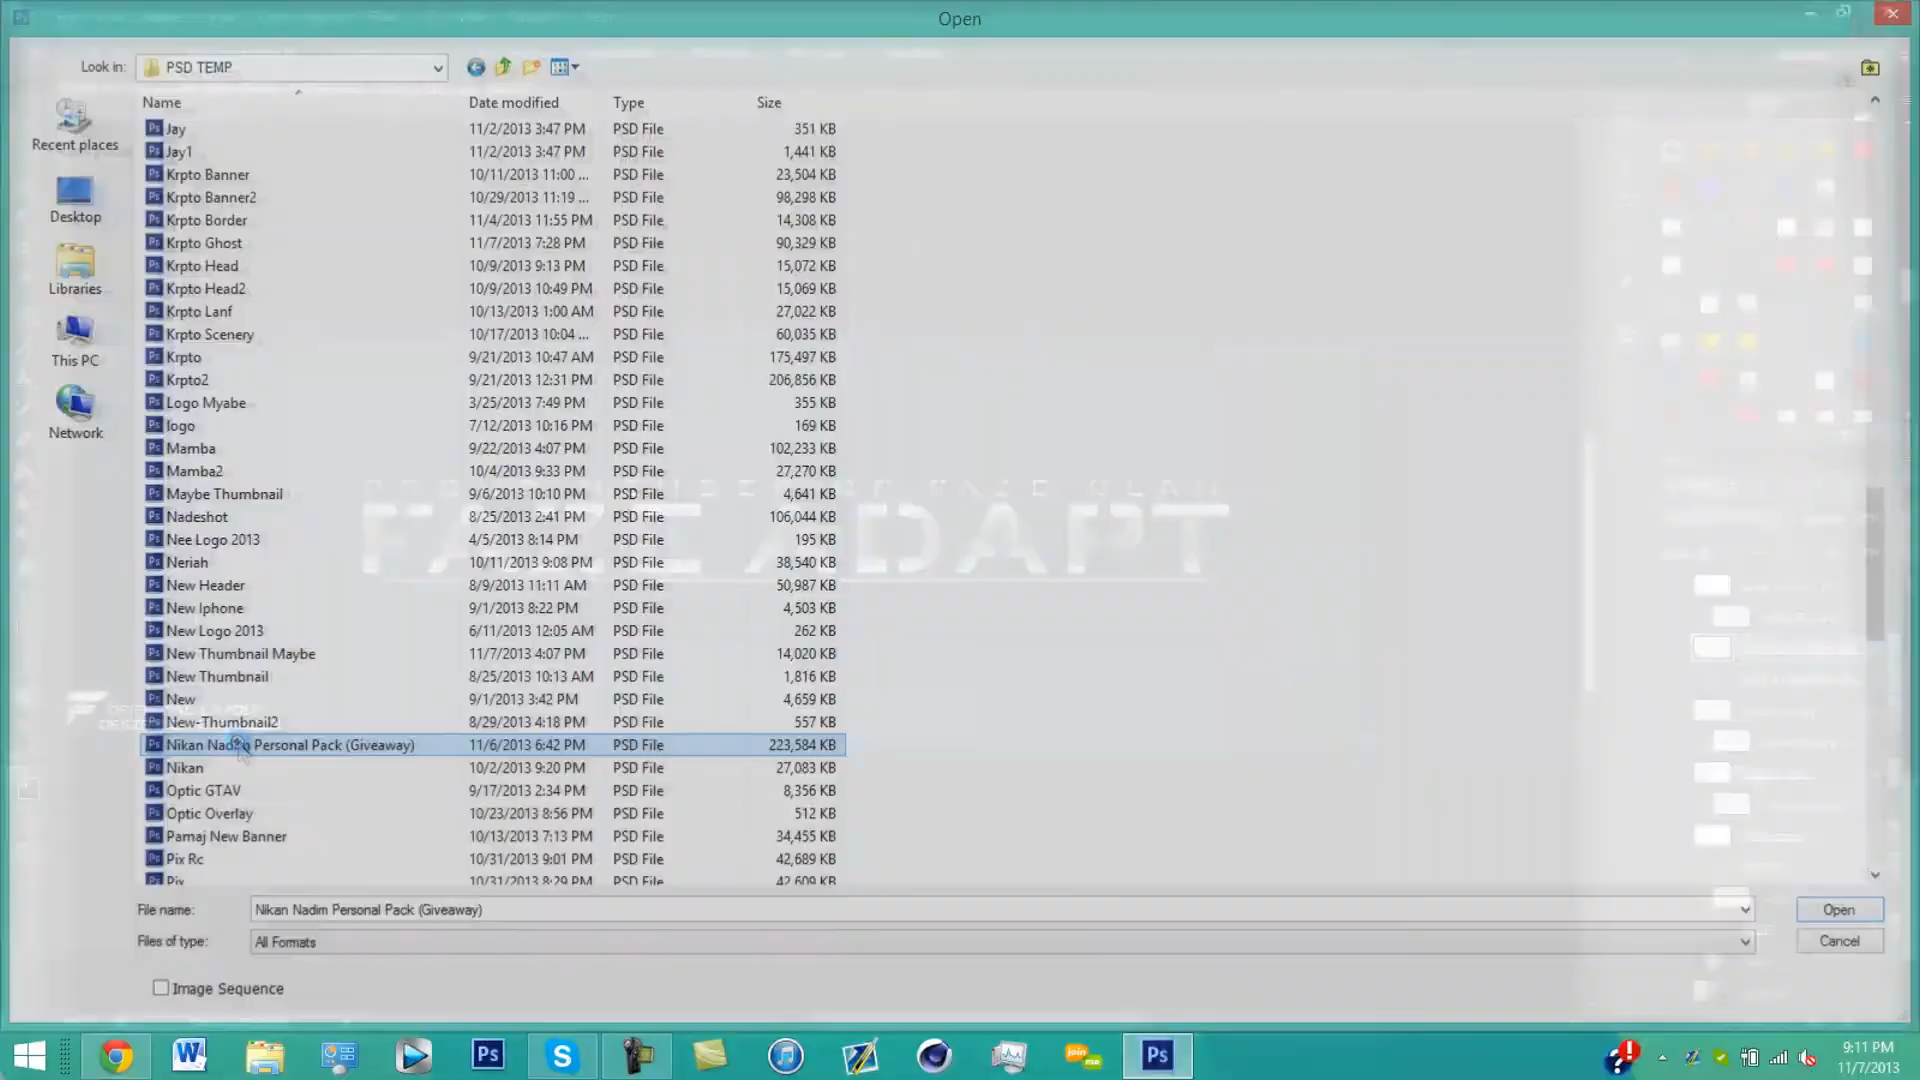 Open
Look in: PSD TEMP
Name Date modified Type Size
Jay 11/2/2013 3:47 PM PSD File 351 KB
Jay1 11/2/2013 3:47 PM PSD File 1,441 KB
Krpto Banner 10/11/2013 11:00 ... PSD File 23,504 KB
Krpto Banner2 10/29/2013 11:19 ... PSD File 98,298 KB
Krpto Border 11/4/2013 11:55 PM PSD File 14,308 KB
Krpto Ghost 11/7/2013 7:28 PM PSD File 90,329 KB
Krpto Head 10/9/2013 9:13 PM PSD File 15,072 KB
Krpto Head2 10/9/2013 10:49 PM PSD File 15,069 KB
Krpto Lanf 10/13/2013 1:00 AM PSD File 27,022 KB
Krpto Scenery 10/17/2013 10:04 ... PSD File 60,035 KB
Krpto 9/21/2013 10:47 AM PSD File 175,497 KB
Krpto2 9/21/2013 12:31 PM PSD File 206,856 KB
Logo Myabe 3/25/2013 7:49 PM PSD File 355 KB
logo 7/12/2013 10:16 PM PSD File 169 KB
Mamba 9/22/2013 4:07 PM PSD File 102,233 KB
Mamba2 10/4/2013 9:33 PM PSD File 27,270 KB
Maybe Thumbnail 9/6/2013 10:10 PM PSD File 4,641 KB
Nadeshot 8/25/2013 2:41 PM PSD File 106,044 KB
Nee Logo 2013 4/5/2013 8:14 PM PSD File 195 KB
Neriah 10/11/2013 9:08 PM PSD File 38,540 KB
New Header 8/9/2013 11:11 AM PSD File 50,987 KB
New Iphone 9/1/2013 8:22 PM PSD File 4,503 KB
New Logo 2013 6/11/2013 12:05 AM PSD File 262 KB
New Thumbnail Maybe 11/7/2013 4:07 PM PSD File 14,020 KB
New Thumbnail 8/25/2013 10:13 AM PSD File 1,816 KB
New 9/1/2013 3:42 PM PSD File 4,659 KB
New-Thumbnail2 8/29/2013 4:18 PM PSD File 557 KB
Nikan Nadim Personal Pack (Giveaway) 11/6/2013 6:42 PM PSD File 223,584 KB
Nikan 10/2/2013 9:20 PM PSD File 27,083 KB
Optic GTAV 9/17/2013 2:34 PM PSD File 8,356 KB
Optic Overlay 10/23/2013 8:56 PM PSD File 512 KB
Pamaj New Banner 10/13/2013 7:13 PM PSD File 34,455 KB
Pix Rc 10/31/2013 9:01 PM PSD File 42,689 KB
Pix 10/31/2013 8:29 PM PSD File 42,609 KB
Recent places
Desktop
Libraries
This PC
Network
FAZE ADAPT
File name: Nikan Nadim Personal Pack (Giveaway) Open
Files of type: All Formats Cancel
Image Sequence
join me
9:11 PM
11/7/2013